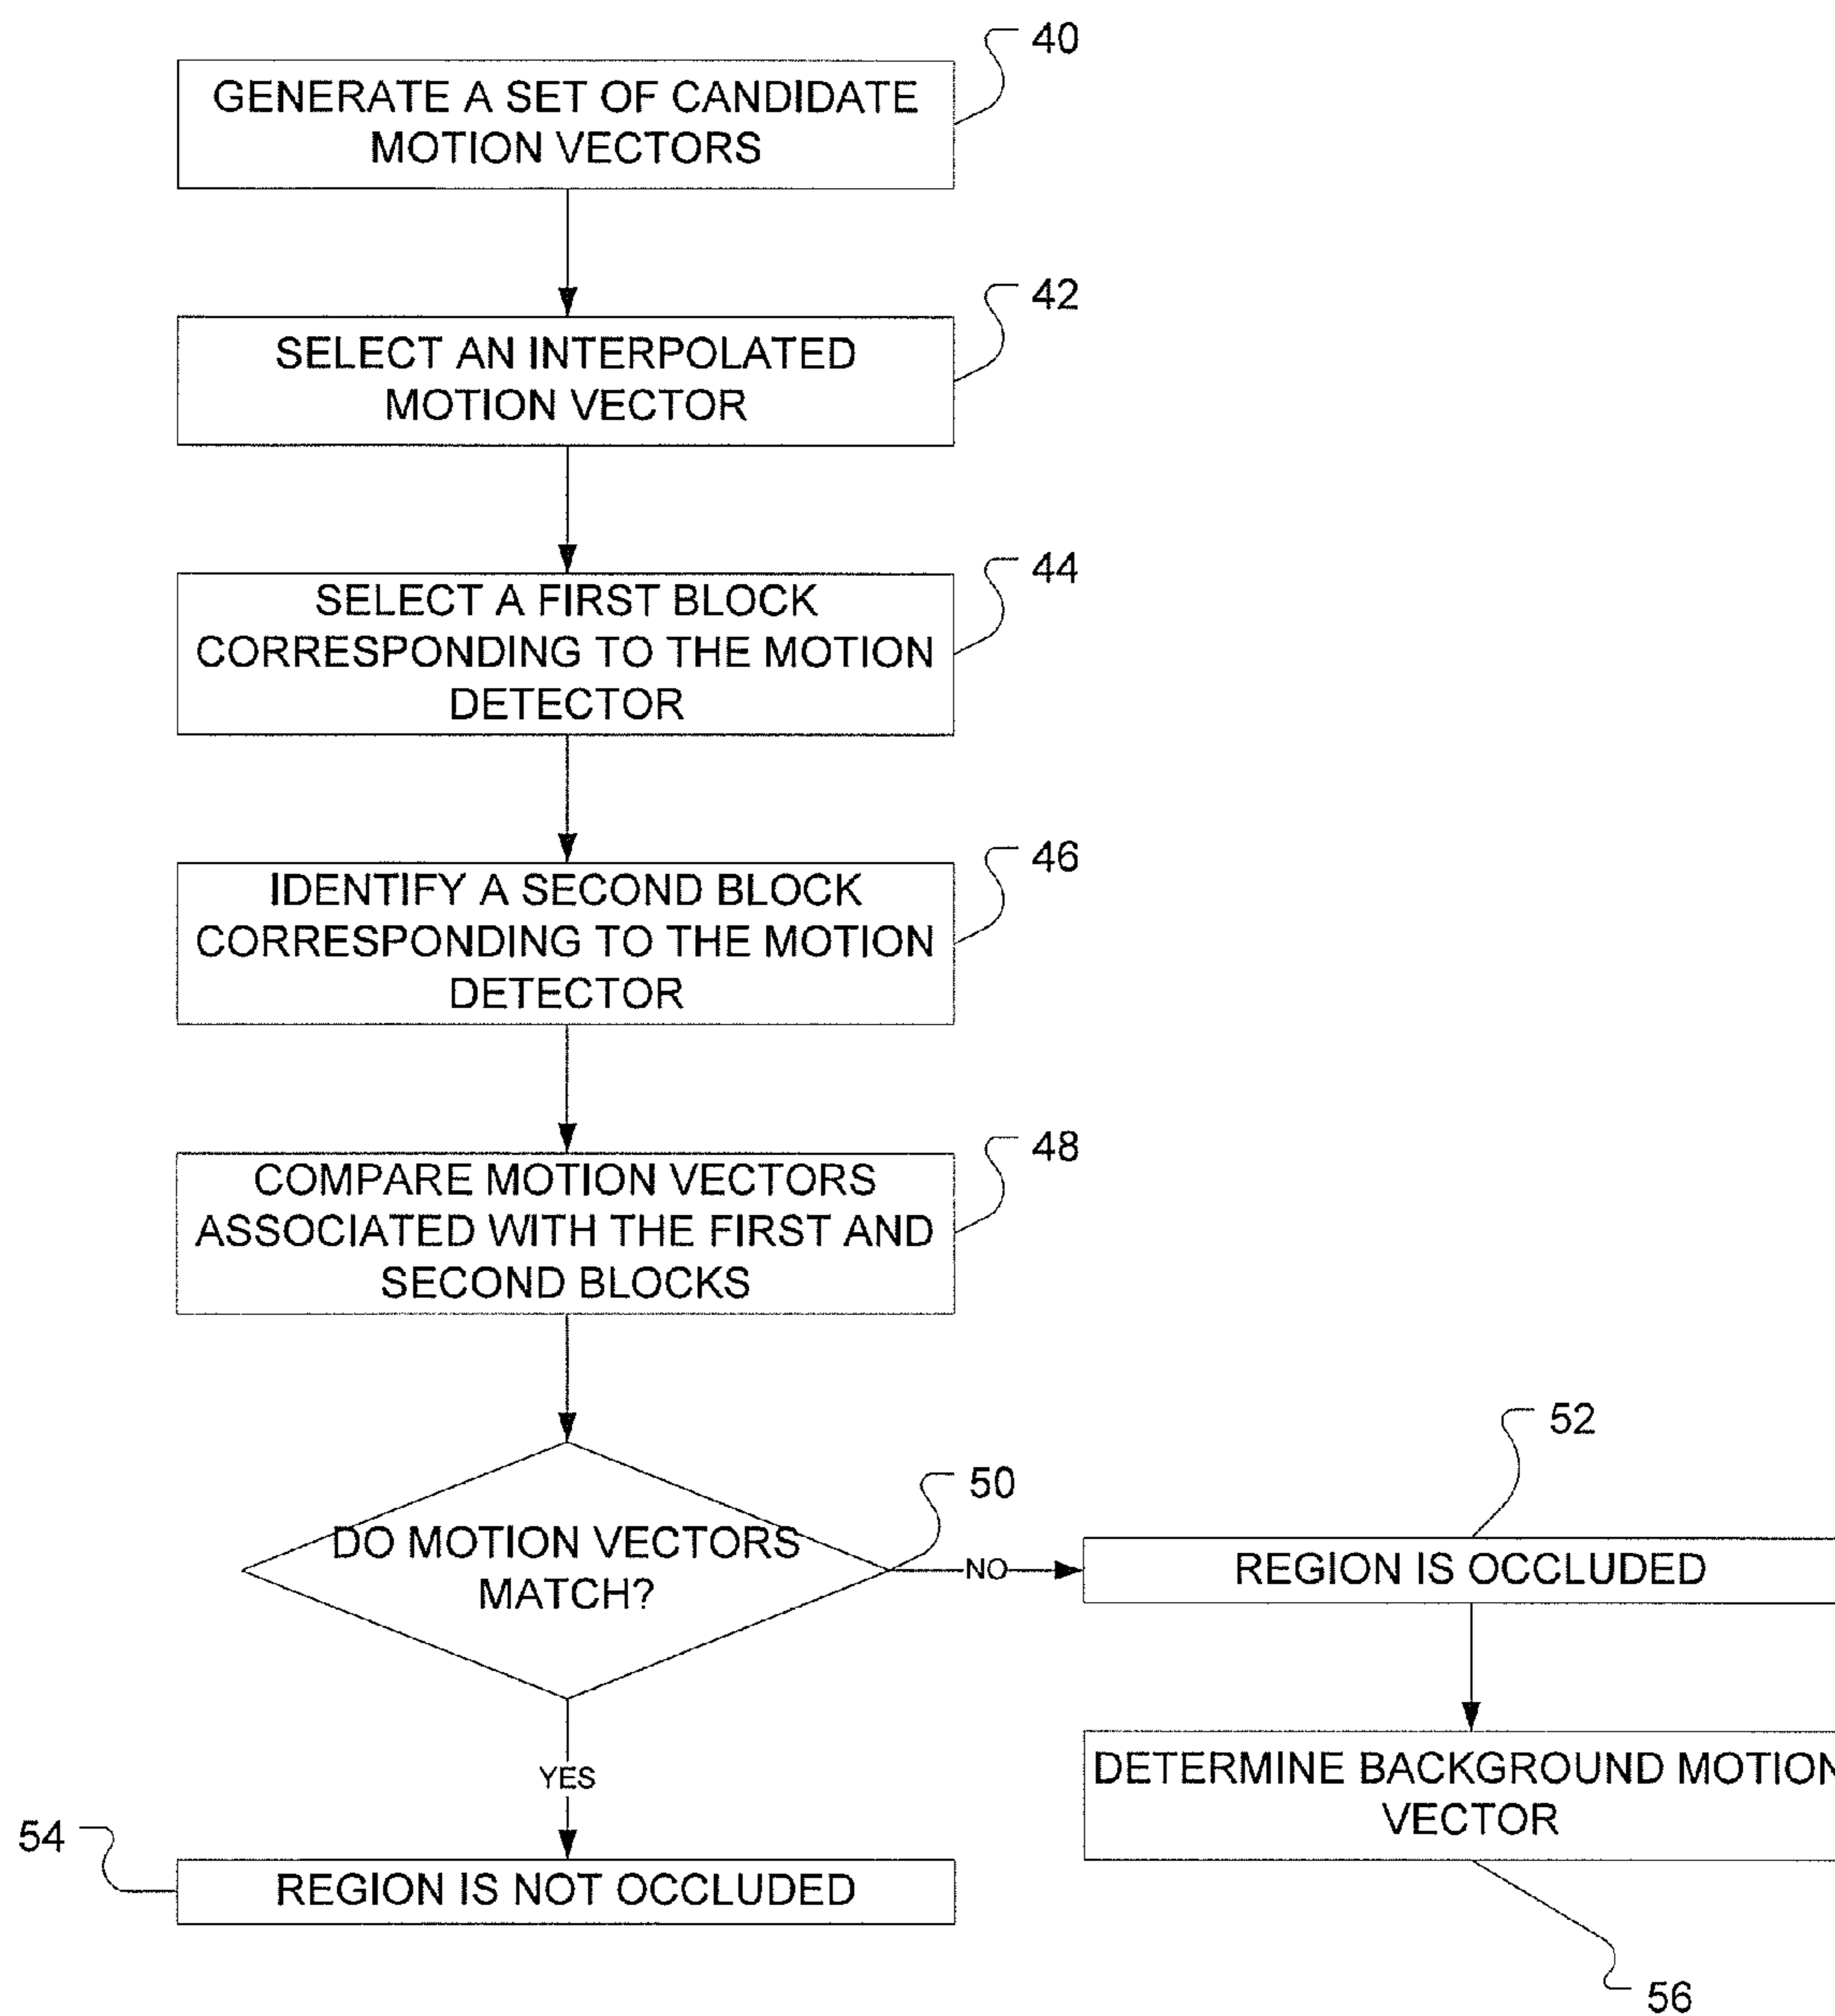 40
GENERATE A SET OF CANDIDATE
MOTION VECTORS
42
SELECT AN INTERPOLATED
MOTION VECTOR
44
SELECT A FIRST BLOCK
CORRESPONDING TO THE MOTION
DETECTOR
46
IDENTIFY A SECOND BLOCK
CORRESPONDING TO THE MOTION
DETECTOR
48
COMPARE MOTION VECTORS
ASSOCIATED WITH THE FIRST AND
SECOND BLOCKS
50
DO MOTION VECTORS
MATCH?
NO
52
REGION IS OCCLUDED
DETERMINE BACKGROUND MOTION
VECTOR
56
YES
54
REGION IS NOT OCCLUDED